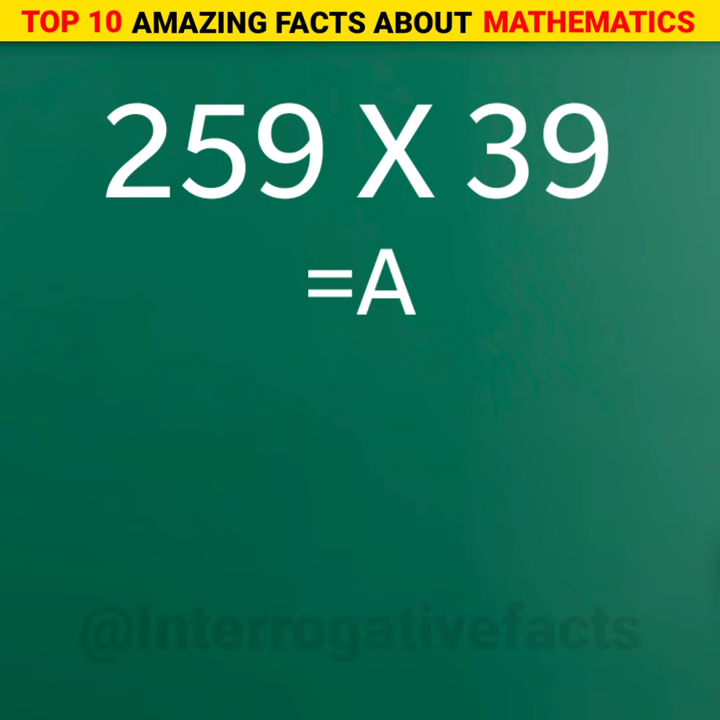 TOP 10 AMAZING FACTS ABOUT MATHEMATICS
259 X 39
=A
@Interrogativefacts